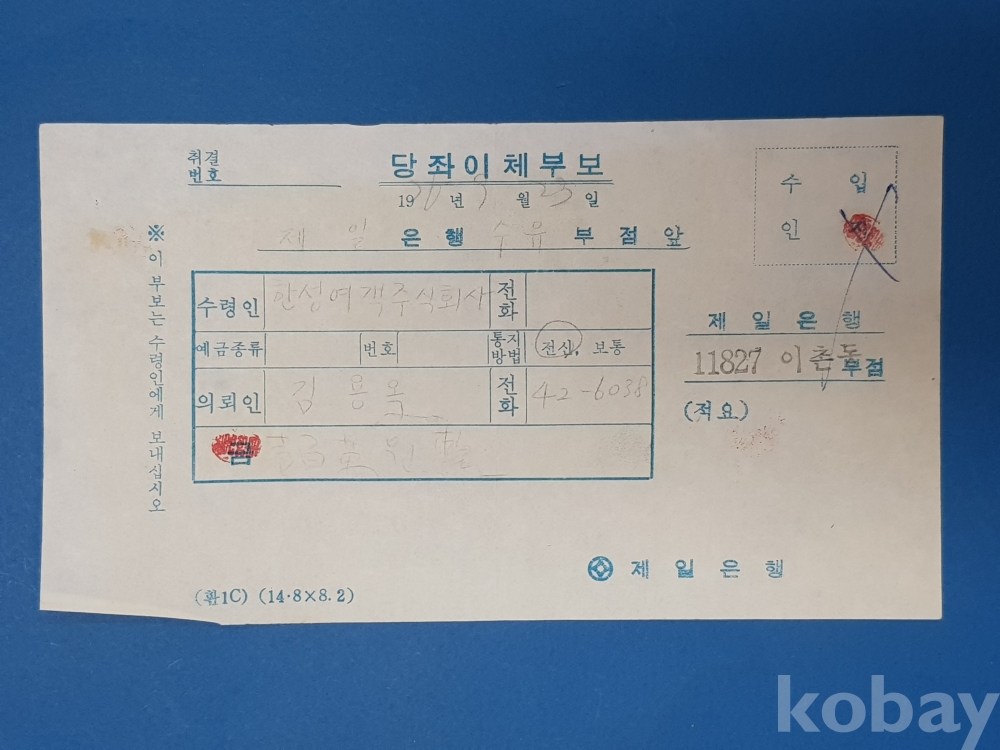 취결
번호
당좌이체부보
19 년 월 23 일
제일 은행 수유 부점앞
수입
인
※이 부보는 수령인에게 보내십시오
수령인 한성여객주식회사 전화
예금종류 번호 통지방법 전신, 보통
의뢰인 김용옥 전화 42-6038
금
제일은행
11827 이촌동 부점
(적요)
제일은행
(환1C) (14·8×8.2)
kobay